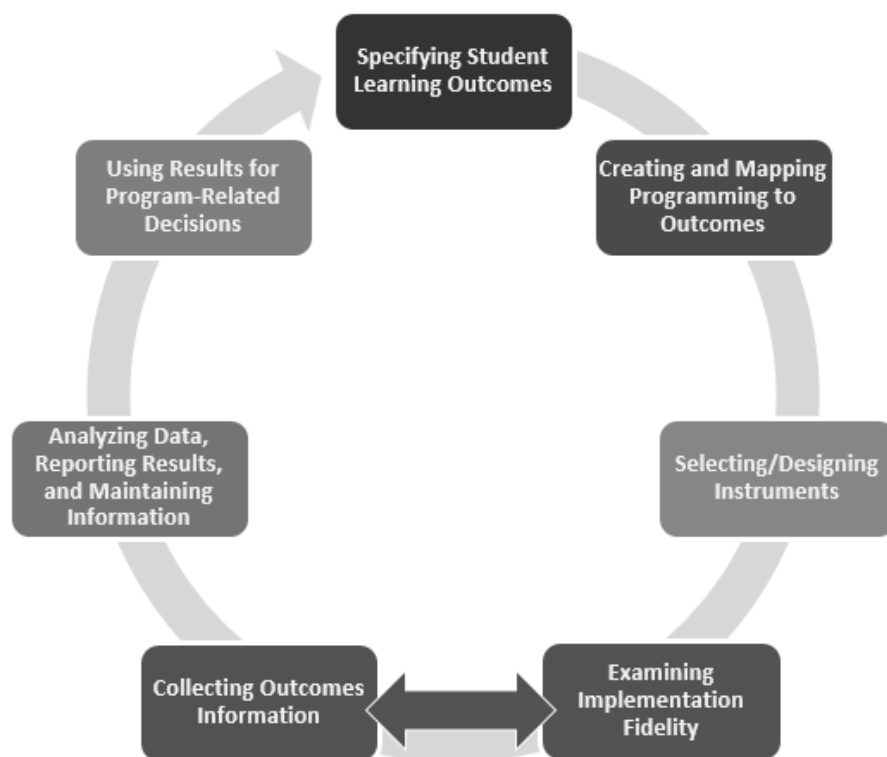 Specifying Student
Learning Outcomes
Creating and Mapping
Programming to
Outcomes
Selecting/Designing
Instruments
Examining
Implementation
Fidelity
Collecting Outcomes
Information
Analyzing Data,
Reporting Results,
and Maintaining
Information
Using Results for
Program-Related
Decisions